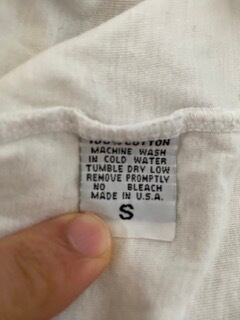 100% COTTON
MACHINE WASH
IN COLD WATER
TUMBLE DRY LOW
REMOVE PROMPTLY
NO BLEACH
MADE IN U.S.A.
S